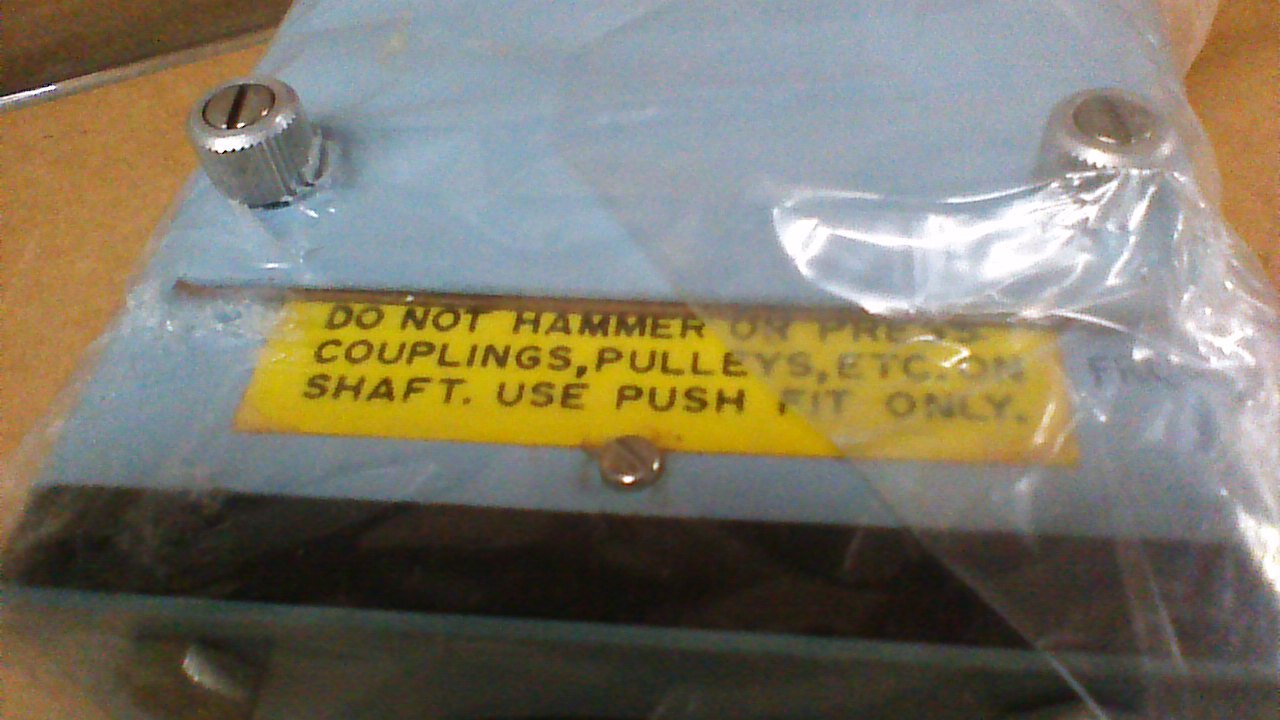 DO NOT HAMMER OR PRESS
COUPLINGS, PULLEYS, ETC. ON
SHAFT. USE PUSH FIT ONLY.